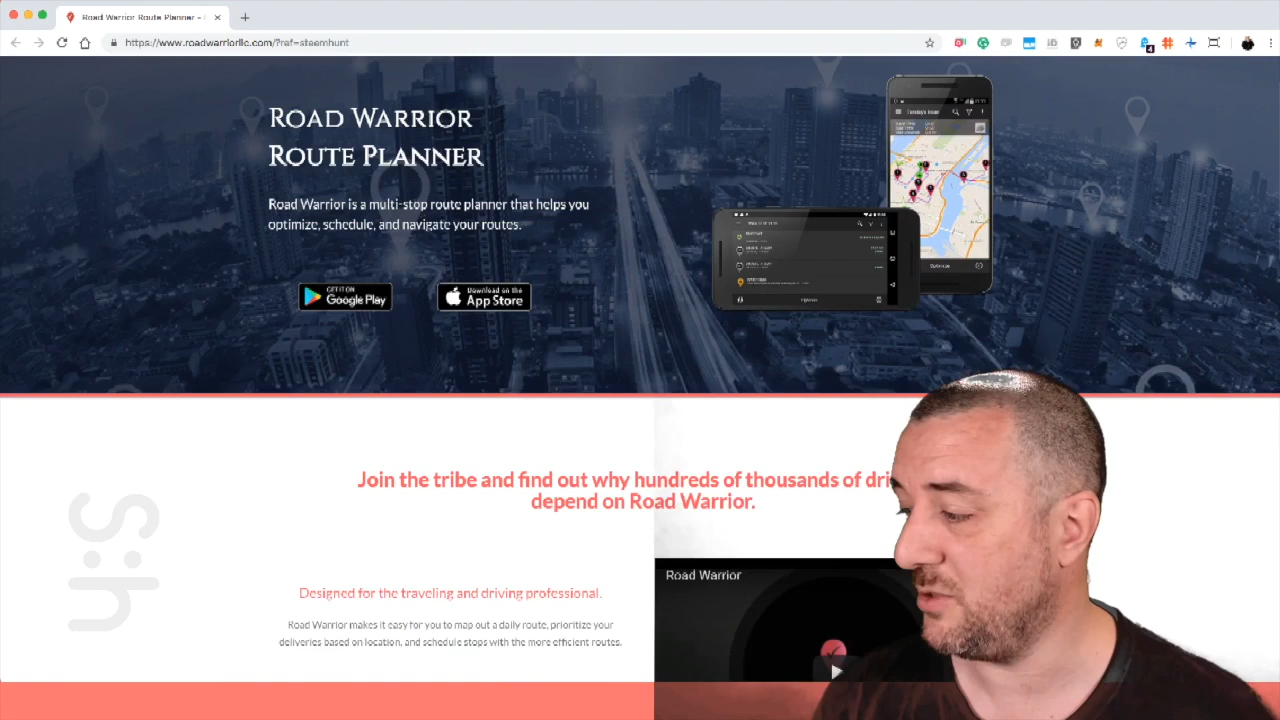 Road Warrior Route Planner -
https://www.roadwarriorllc.com/?ref=steemhunt
4
ROAD WARRIOR
ROUTE PLANNER
Road Warrior is a multi-stop route planner that helps you
optimize, schedule, and navigate your routes.
GET IT ON
Google Play
Download on the
App Store
Today's Route
Optimize
Join the tribe and find out why hundreds of thousands of dri
depend on Road Warrior.
s:h
Designed for the traveling and driving professional.
Road Warrior makes it easy for you to map out a daily route, prioritize your
deliveries based on location, and schedule stops with the more efficient routes.
Road Warrior